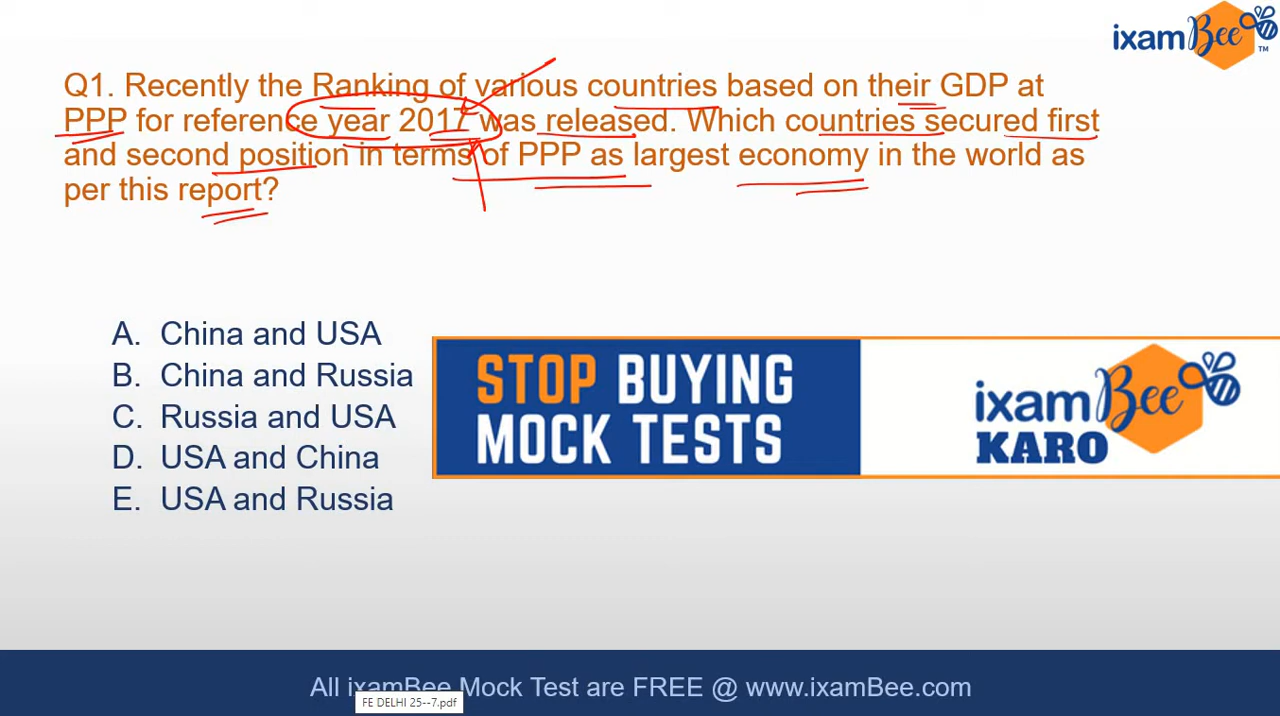 ixamBee
TM
Q1. Recently the Ranking of various countries based on their GDP at
PPP for reference year 2017 was released. Which countries secured first
and second position in terms of PPP as largest economy in the world as
per this report?
A. China and USA
B. China and Russia
C. Russia and USA
D. USA and China
E. USA and Russia
STOP BUYING
MOCK TESTS
ixamBee
KARO
All ixamBee Mock Test are FREE @ www.ixamBee.com
FE DELHI 25--7.pdf